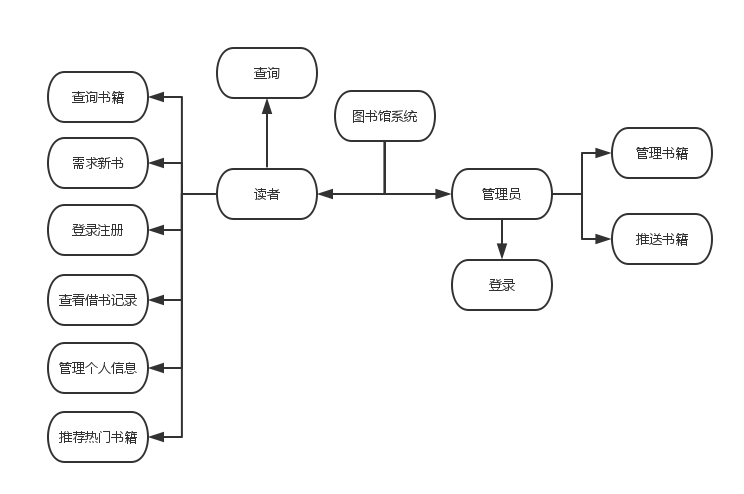 查询
图书馆系统
查询书籍
需求新书
登录注册
查看借书记录
管理个人信息
推荐热门书籍
读者
管理员
登录
管理书籍
推送书籍